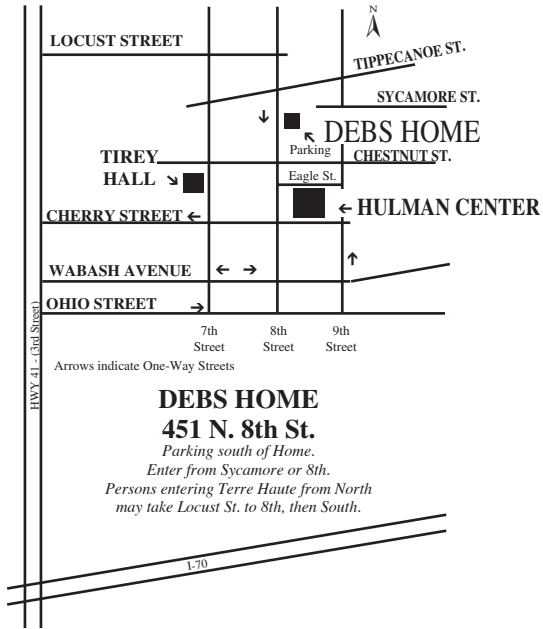 N
LOCUST STREET
TIPPECANOE ST.
SYCAMORE ST.
DEBS HOME
Parking
TIREY
HALL
CHESTNUT ST.
Eagle St.
HULMAN CENTER
CHERRY STREET
WABASH AVENUE
OHIO STREET
HWY 41 - (3rd Street)
7th
Street
8th
Street
9th
Street
Arrows indicate One-Way Streets
DEBS HOME
451 N. 8th St.
Parking south of Home.
Enter from Sycamore or 8th.
Persons entering Terre Haute from North
may take Locust St. to 8th, then South.
I-70